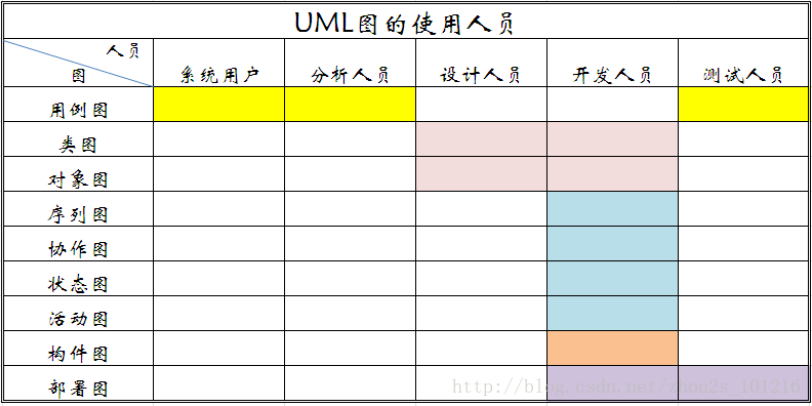 UML图的使用人员
人员
图 系统用户 分析人员 设计人员 开发人员 测试人员
用例图
类图
对象图
序列图
协作图
状态图
活动图
构件图
部署图
http://blog.csdn.net/zhou2s_101216